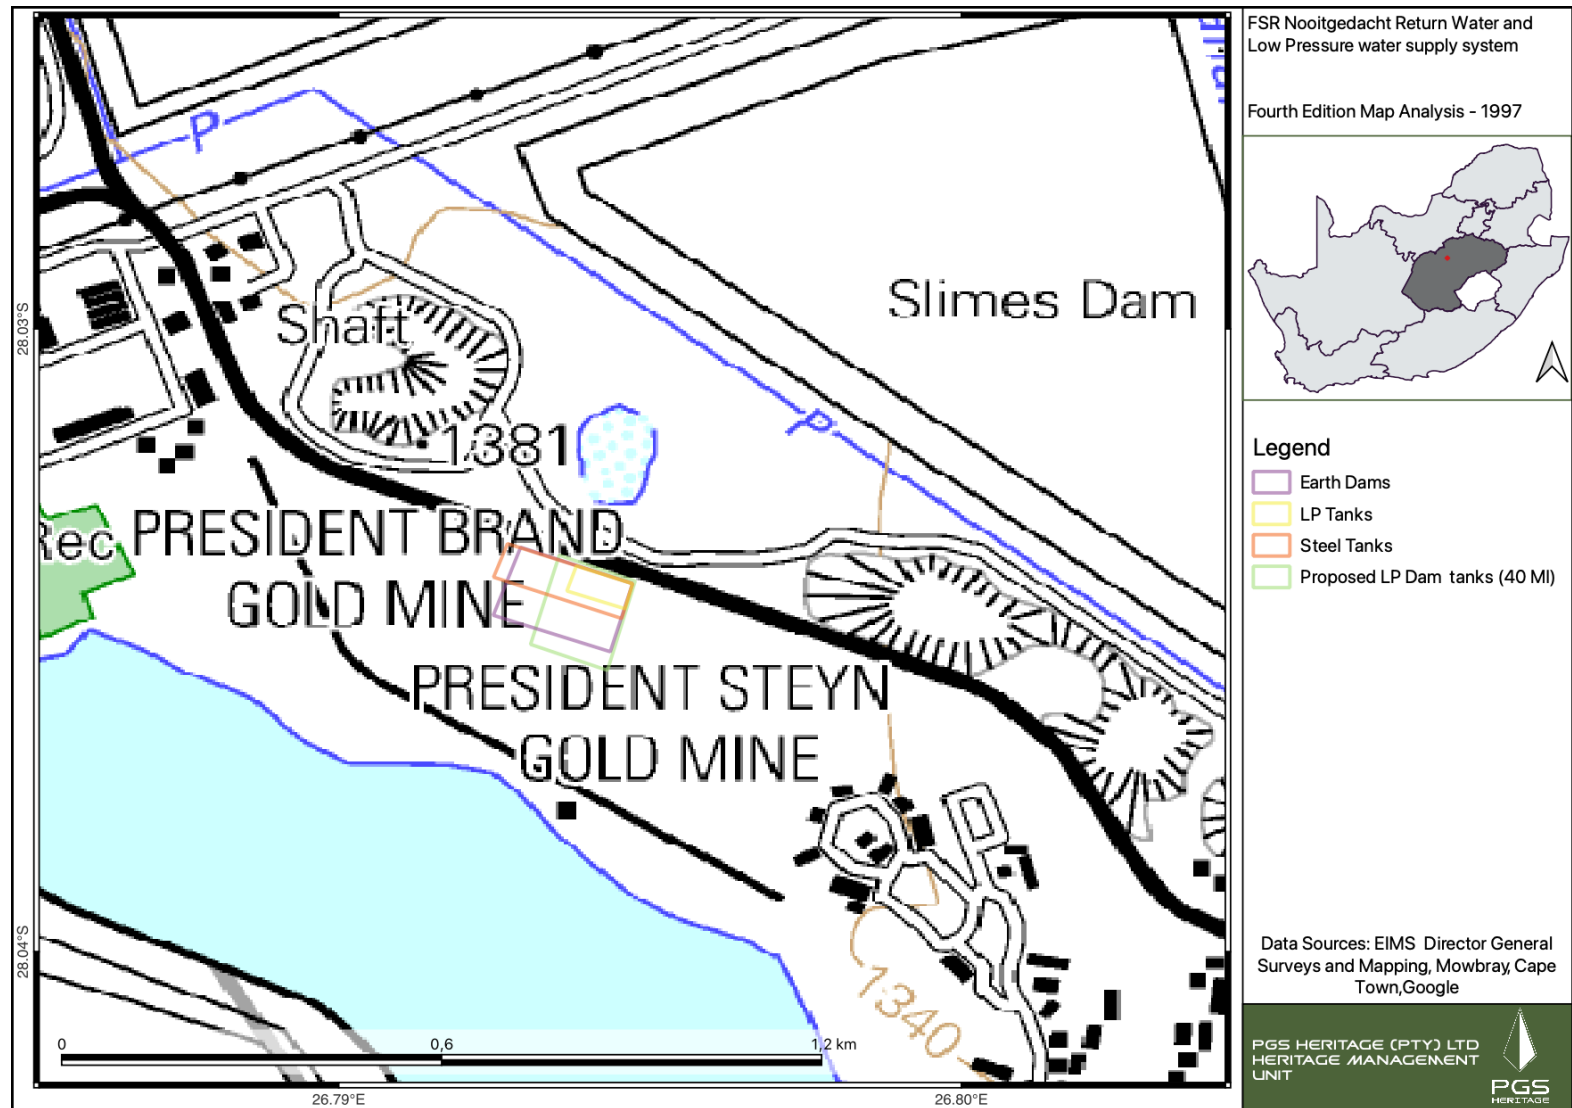 FSR Nooitgedacht Return Water and
Low Pressure water supply system
Fourth Edition Map Analysis - 1997
P
Slimes Dam
Shaft
1381
P
Rec
PRESIDENT BRAND
GOLD MINE
PRESIDENT STEYN
GOLD MINE
1340
28.03°S
28.04°S
0
0,6
1,2 km
26.79°E
26.80°E
Legend
Earth Dams
LP Tanks
Steel Tanks
Proposed LP Dam tanks (40 Ml)
Data Sources: EIMS Director General
Surveys and Mapping, Mowbray, Cape
Town,Google
PGS HERITAGE (PTY) LTD
HERITAGE MANAGEMENT
UNIT
PGS
HERITAGE